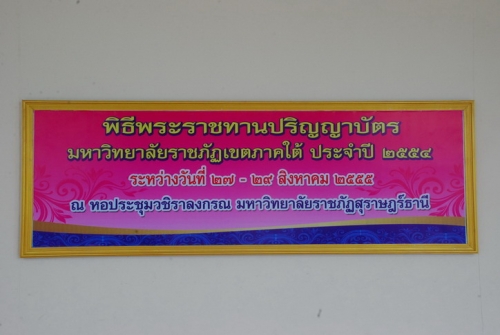 พิธีพระราชทานปริญญาบัตร
มหาวิทยาลัยราชภัฏเขตภาคใต้ ประจำปี ๒๕๕๔
ระหว่างวันที่ ๒๗ - ๒๙ สิงหาคม ๒๕๕๕
ณ หอประชุมวชิราลงกรณ มหาวิทยาลัยราชภัฏสุราษฎร์ธานี